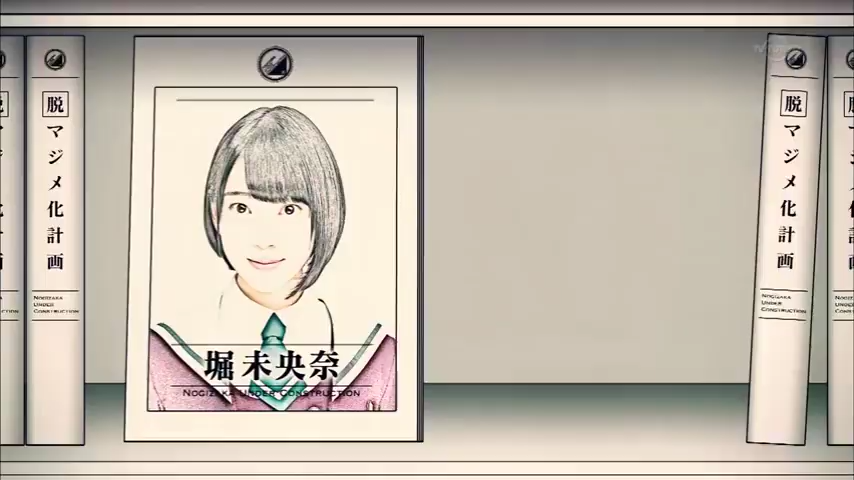 脱マジメ化計画
NOGIZAKA
UNDER
CONSTRUCTION
堀未央奈
NOGIZAKA UNDER CONSTRUCTION
脱マジメ化計画
NOGIZAKA
UNDER
CONSTRUCTION